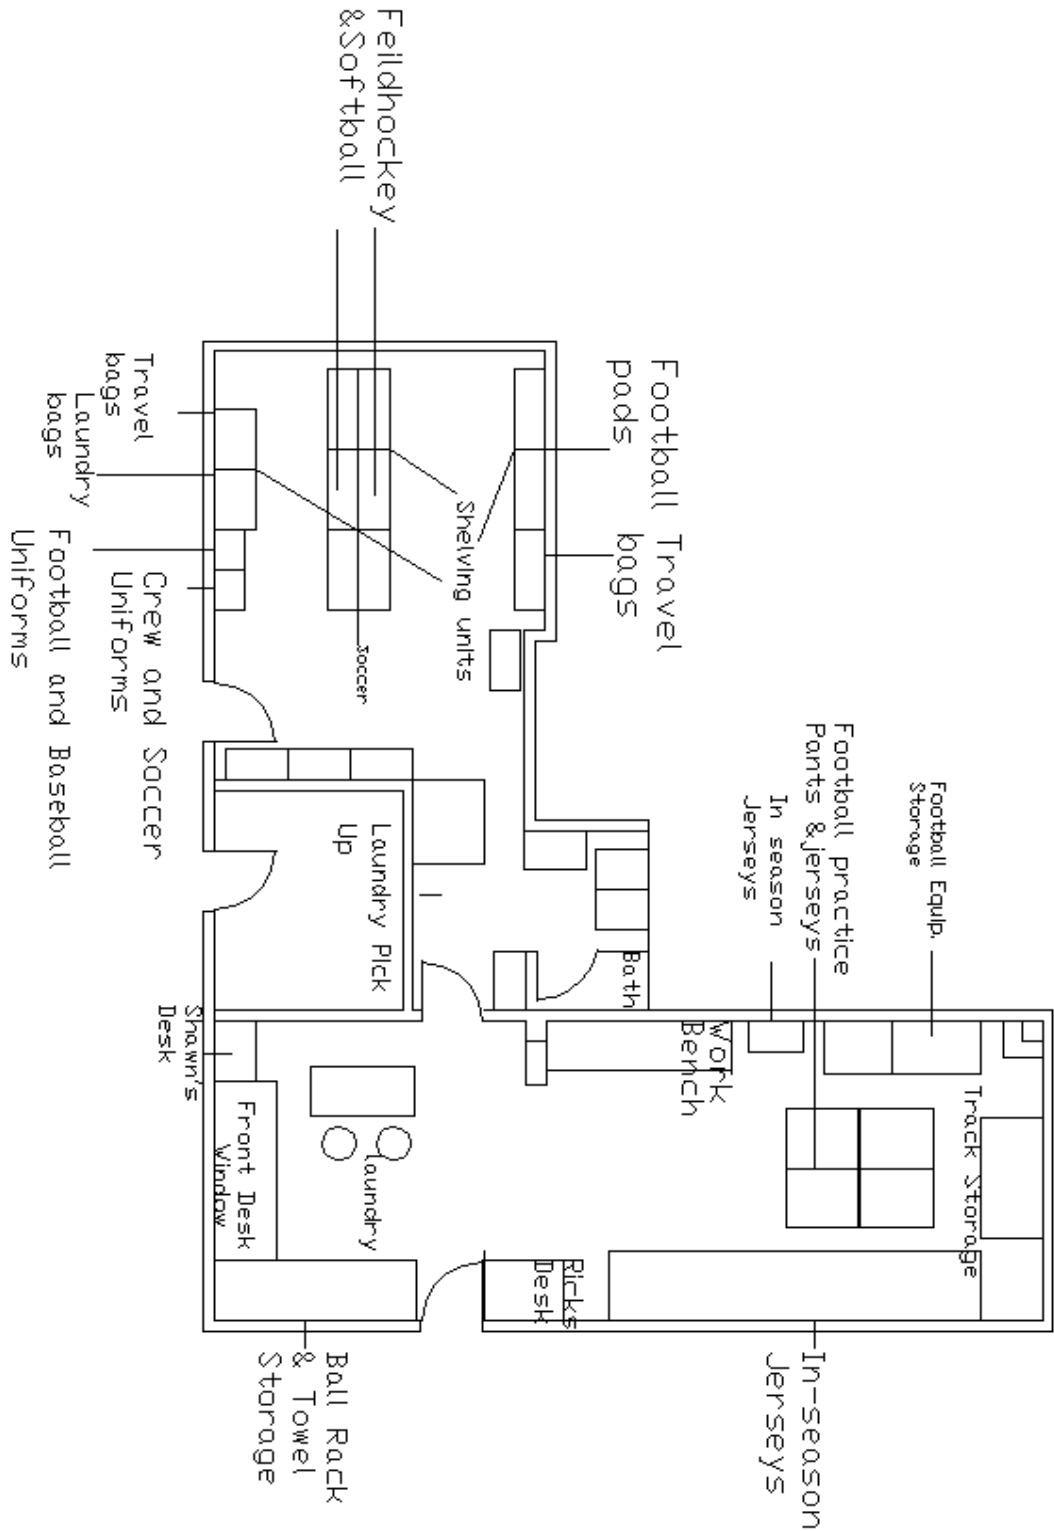 Feildhockey
&Softball
Travel
bags
Laundry
bags
Football and Baseball
Uniforms
Crew and Soccer
Uniforms
Shelving units
Soccer
Football
pads
Travel
bags
Laundry Pick
Up
Bath
Football Equip.
Storage
Football practice
Pants &jerseys
In season
Jerseys
Work
Bench
Track Storage
Shawn's
Desk
Front Desk
Window
laundry
Ricks
Desk
Ball Rack
& Towel
Storage
In-season
Jerseys